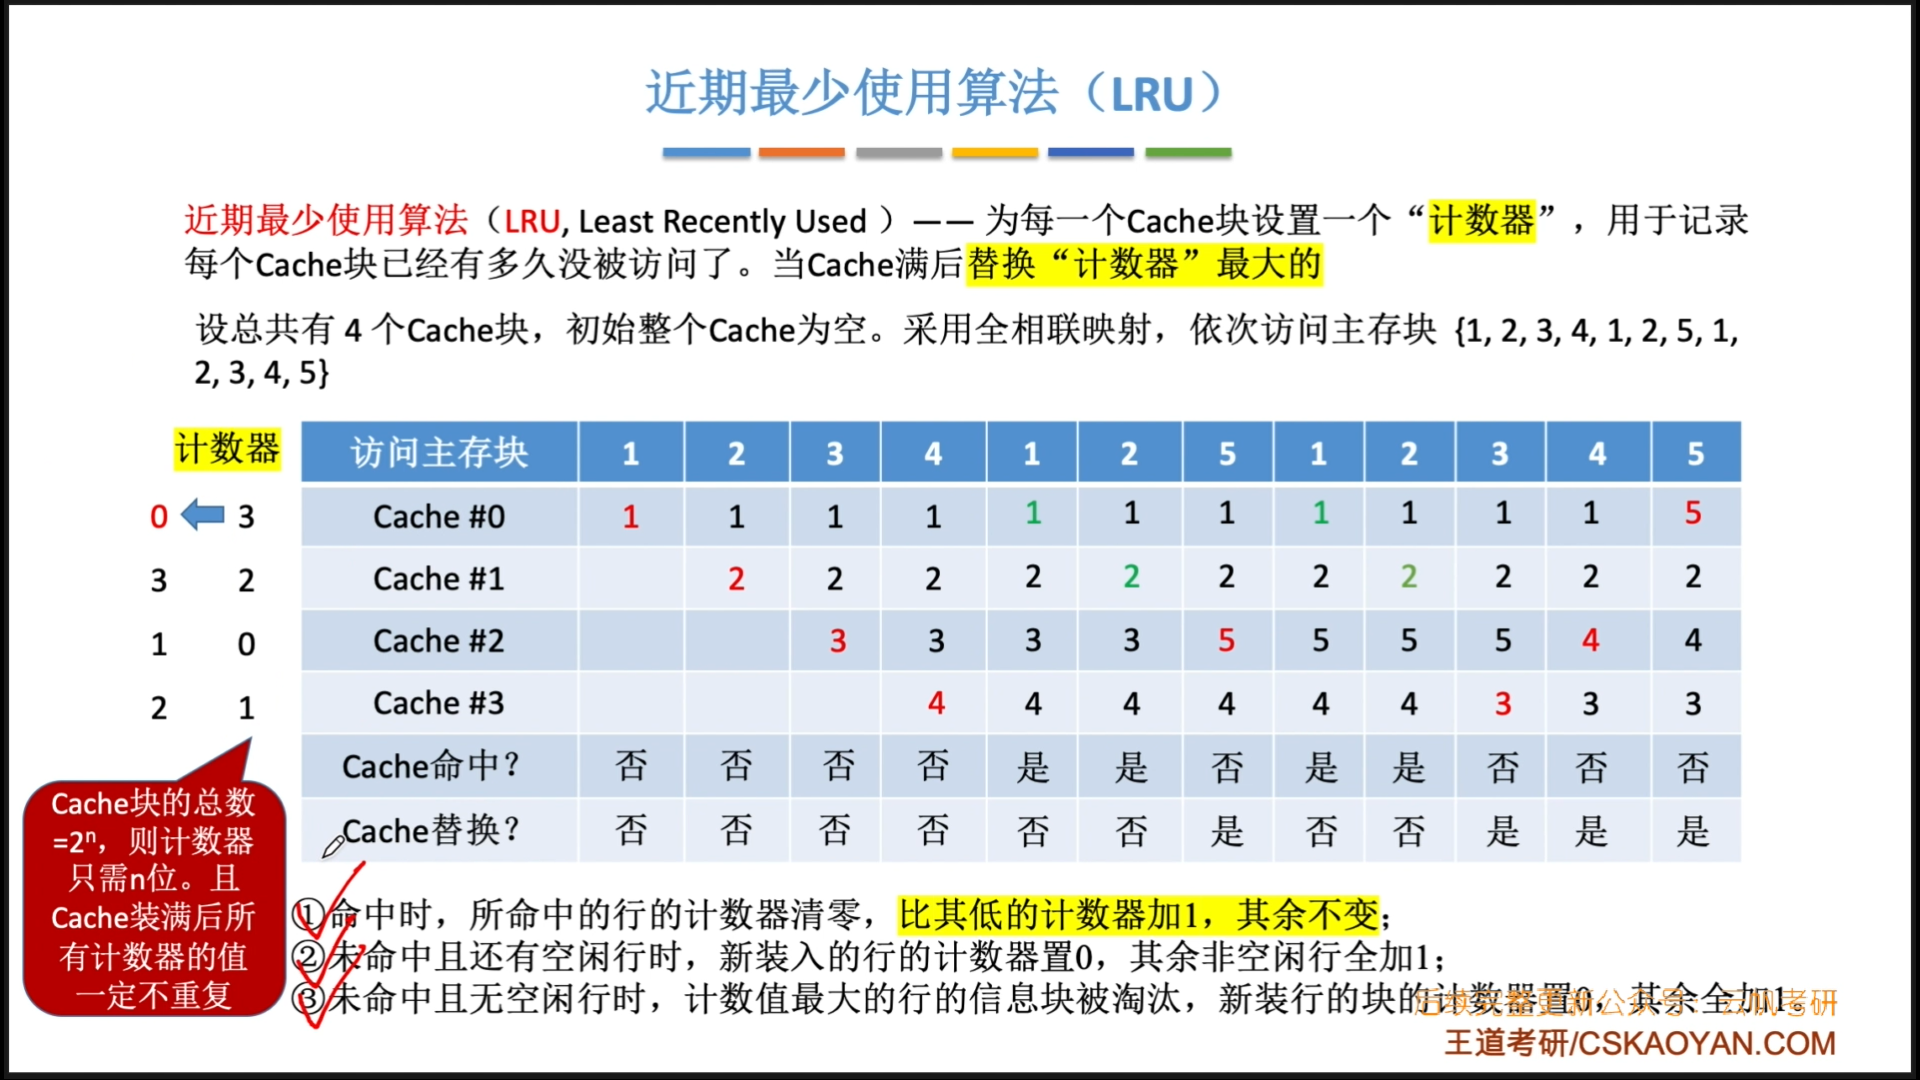 近期最少使用算法（LRU）
近期最少使用算法（LRU, Least Recently Used ）—— 为每一个Cache块设置一个“计数器”，用于记录
每个Cache块已经有多久没被访问了。当Cache满后替换“计数器”最大的
设总共有 4 个Cache块，初始整个Cache为空。采用全相联映射，依次访问主存块 {1, 2, 3, 4, 1, 2, 5, 1,
2, 3, 4, 5}
计数器 访问主存块 1 2 3 4 1 2 5 1 2 3 4 5
0 3 Cache #0 1 1 1 1 1 1 1 1 1 1 1 5
3 2 Cache #1 2 2 2 2 2 2 2 2 2 2 2
1 0 Cache #2 3 3 3 3 5 5 5 5 4 4
2 1 Cache #3 4 4 4 4 4 4 3 3 3
Cache命中？ 否 否 否 否 是 是 否 是 是 否 否 否
Cache替换？ 否 否 否 否 否 否 是 否 否 是 是 是
Cache块的总数
=2ⁿ，则计数器
只需n位。且
Cache装满后所
有计数器的值
一定不重复
①命中时，所命中的行的计数器清零，比其低的计数器加1，其余不变；
②未命中且还有空闲行时，新装入的行的计数器置0，其余非空闲行全加1；
③未命中且无空闲行时，计数值最大的行的信息块被淘汰，新装行的块的计数器置0，其余全加1。
后续完整更新公众号：云帆考研
王道考研/CSKAOYAN.COM